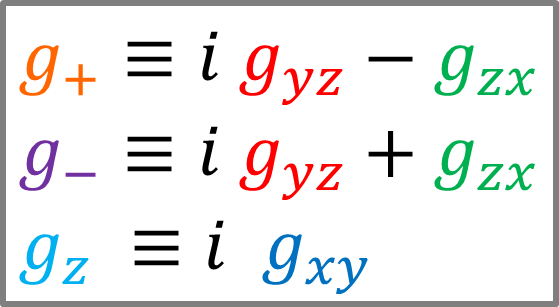 g₊ ≡ i g_yz − g_zx
g₋ ≡ i g_yz + g_zx
g_z ≡ i g_xy